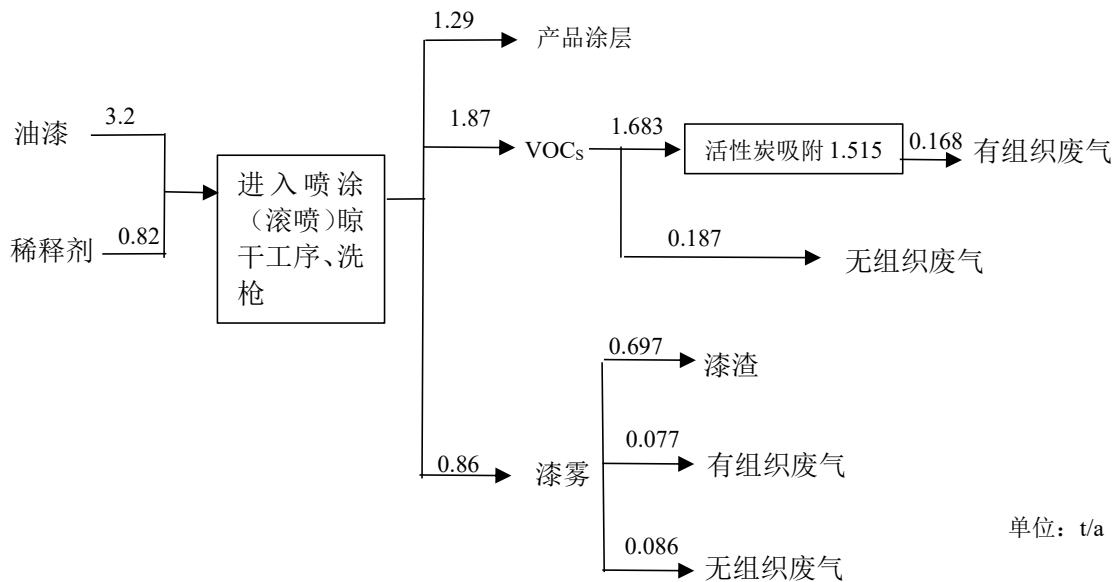 1.29
产品涂层
3.2
油漆
1.87
VOCs
1.683
活性炭吸附 1.515
0.168
有组织废气
进入喷涂
（滚喷）晾
干工序、洗
枪
稀释剂
0.82
0.187
无组织废气
0.697
漆渣
0.86
漆雾
0.077
有组织废气
0.086
无组织废气
单位：t/a